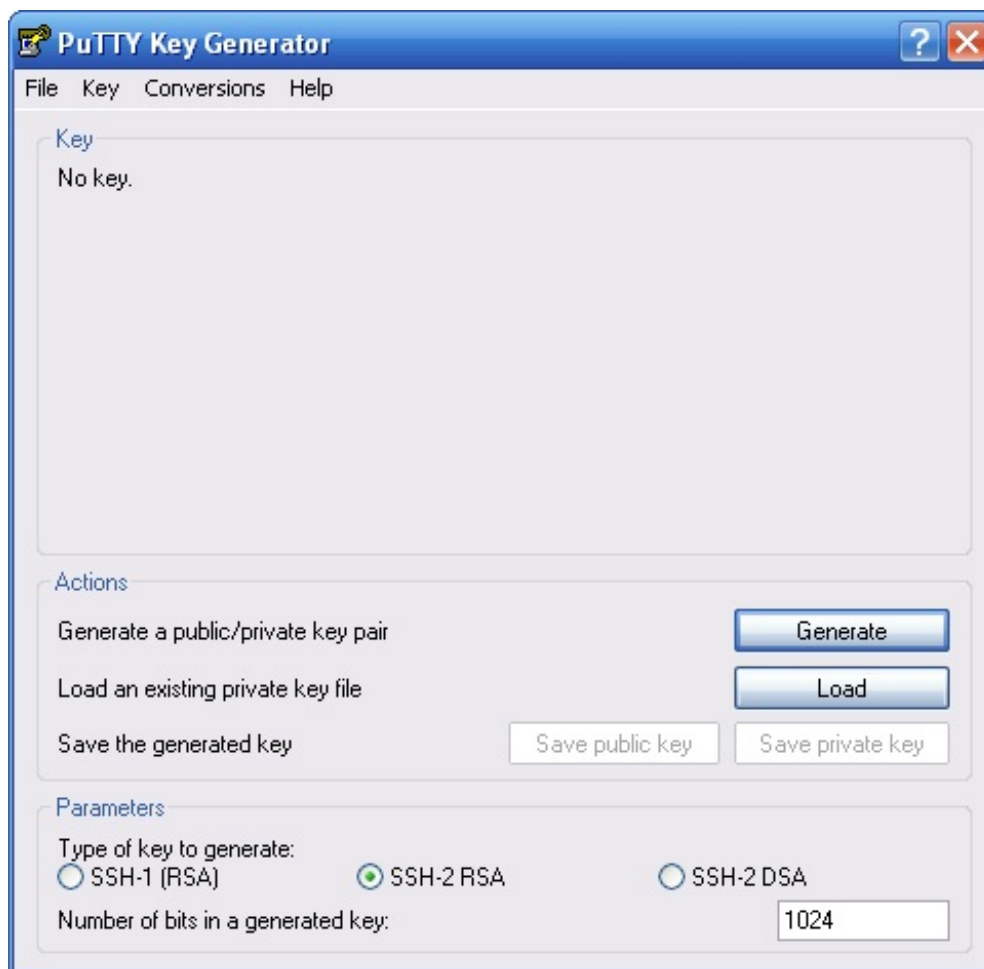 PuTTY Key Generator
File Key Conversions Help
Key
No key.
Actions
Generate a public/private key pair Generate
Load an existing private key file Load
Save the generated key Save public key Save private key
Parameters
Type of key to generate:
SSH-1 (RSA) SSH-2 RSA SSH-2 DSA
Number of bits in a generated key: 1024